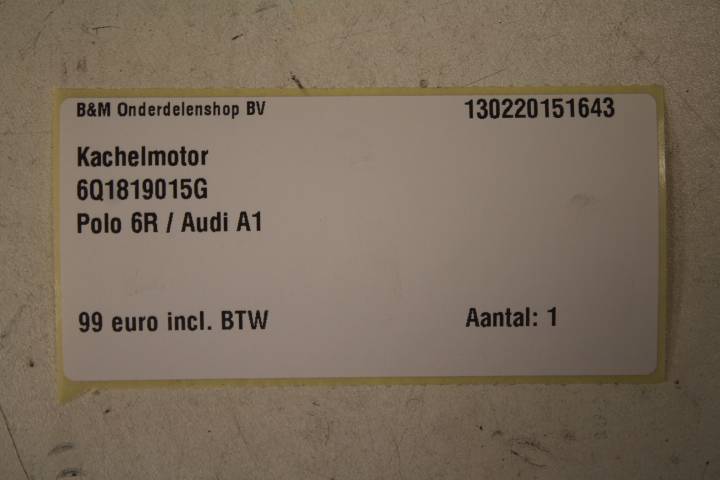 B&M Onderdelenshop BV 130220151643
Kachelmotor
6Q1819015G
Polo 6R / Audi A1
99 euro incl. BTW Aantal: 1